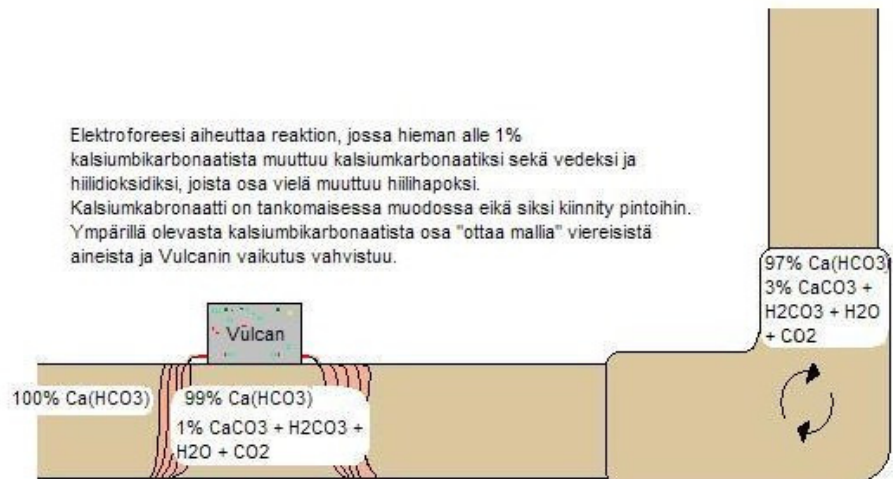 Elektroforeesi aiheuttaa reaktion, jossa hieman alle 1%
kalsiumbikarbonaatista muuttuu kalsiumkarbonaatiksi sekä vedeksi ja
hiilidioksidiksi, joista osa vielä muuttuu hiilihapoksi.
Kalsiumkabronaatti on tankomaisessa muodossa eikä siksi kiinnity pintoihin.
Ympärillä olevasta kalsiumbikarbonaatista osa "ottaa mallia" viereisistä
aineista ja Vulcanin vaikutus vahvistuu.
97% Ca(HCO3)
3% CaCO3 +
H2CO3 + H2O
+ CO2
Vulcan
100% Ca(HCO3)
99% Ca(HCO3)
1% CaCO3 + H2CO3 +
H2O + CO2